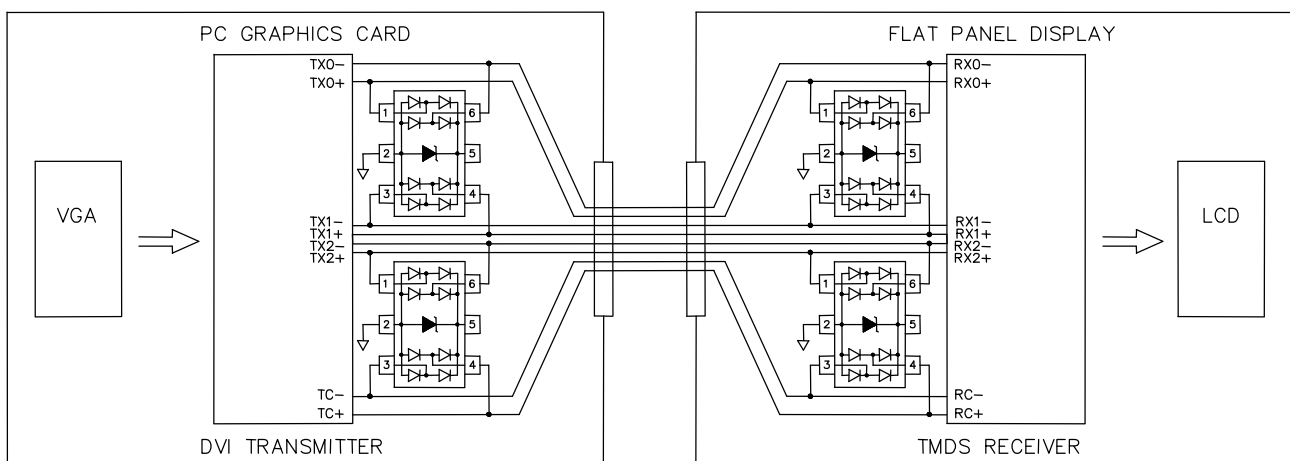 PC GRAPHICS CARD
FLAT PANEL DISPLAY
TX0-
TX0+
RX0-
RX0+
1
6
2
5
3
4
1
6
2
5
3
4
VGA
LCD
TX1-
TX1+
TX2-
TX2+
RX1-
RX1+
RX2-
RX2+
1
6
2
5
3
4
1
6
2
5
3
4
TC-
TC+
RC-
RC+
DVI TRANSMITTER
TMDS RECEIVER